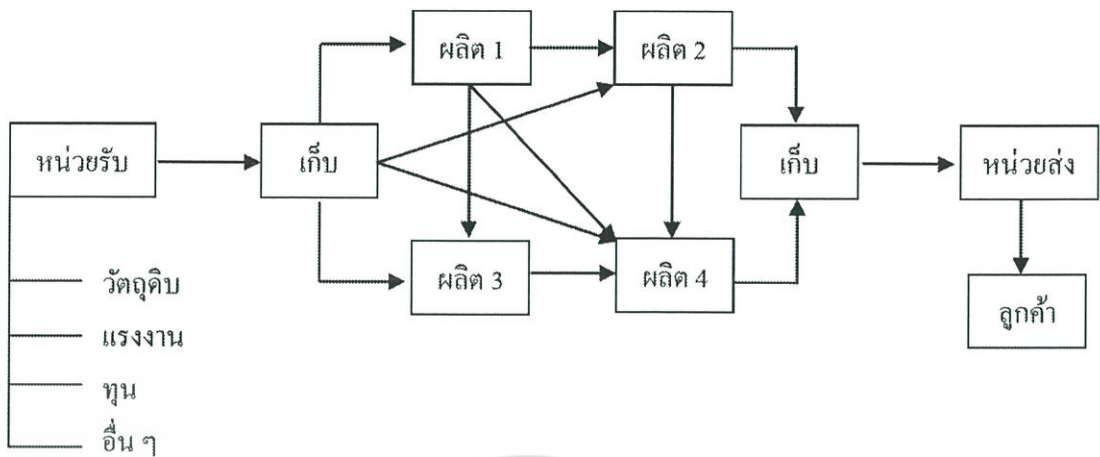 ผลิต 1
ผลิต 2
หน่วยรับ
เก็บ
เก็บ
หน่วยส่ง
ผลิต 3
ผลิต 4
ลูกค้า
วัตถุดิบ
แรงงาน
ทุน
อื่น ๆ